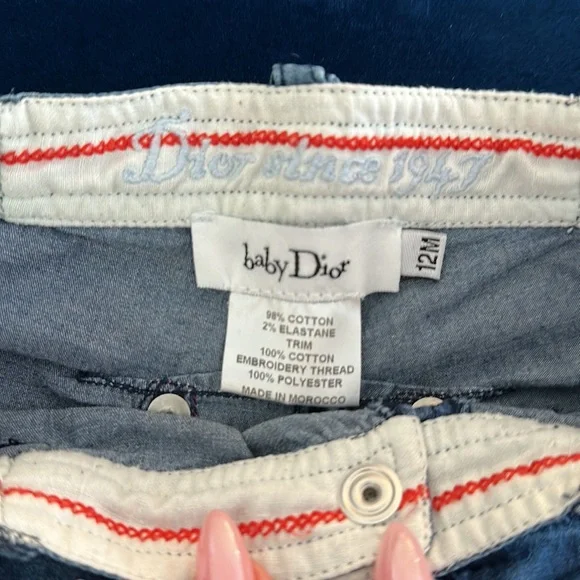 Dior since 1947
baby Dior
12M
98% COTTON
2% ELASTANE
TRIM
100% COTTON
EMBROIDERY THREAD
100% POLYESTER
MADE IN MOROCCO